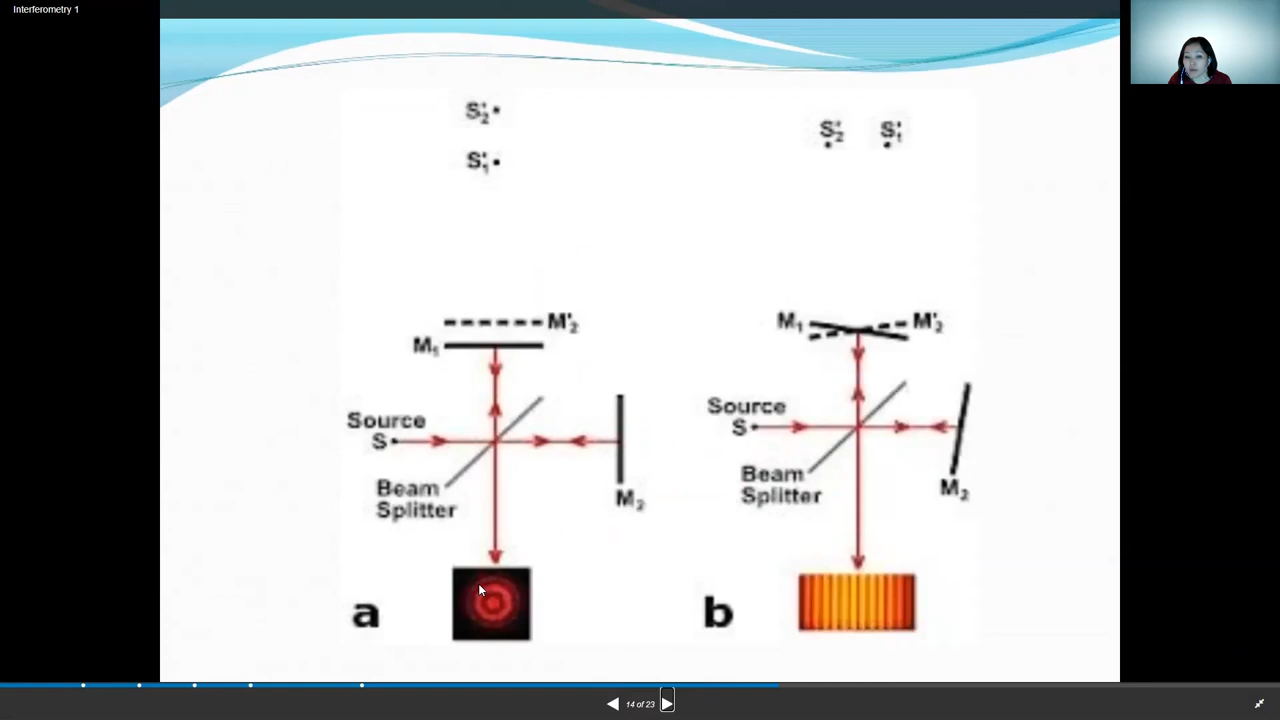 Interferometry 1
S'₂
S'₁
M'₂
M₁
Source
S
Beam
Splitter
M₂
a
S'₂ S'₁
M₁ M'₂
Source
S
Beam
Splitter
M₂
b
14 of 23